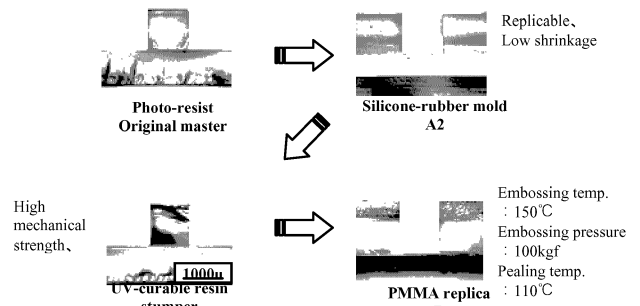 Photo-resist
Original master
Replicable、
Low shrinkage
Silicone-rubber mold
A2
High
mechanical
strength、
1000μ
UV-curable resin
stumper
Embossing temp.
：150℃
Embossing pressure
：100kgf
Pealing temp.
：110℃
PMMA replica